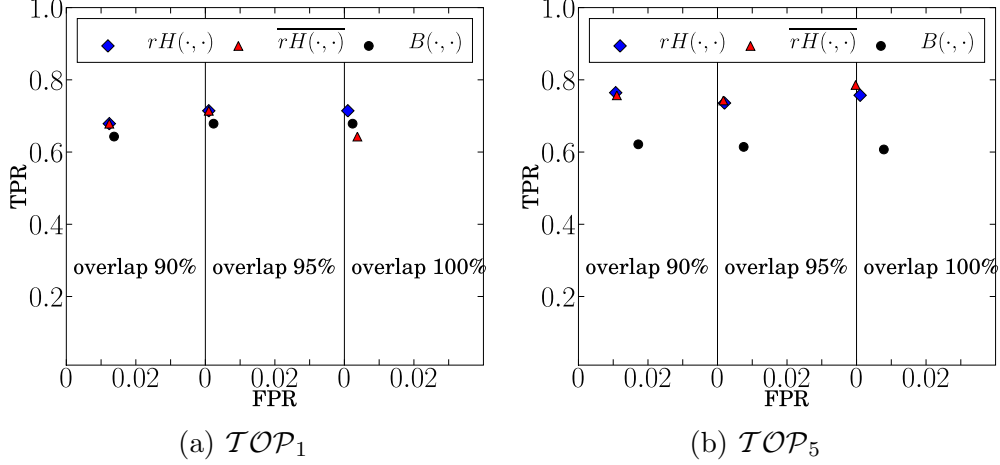 1.0
0.8
0.6
0.4
0.2
TPR
rH(·,·) \overline{rH(·,·)} B(·,·)
overlap 90% overlap 95% overlap 100%
0 0.02 0 0.02 0 0.02
FPR
(a) 𝒯𝒪𝒫₁
1.0
0.8
0.6
0.4
0.2
TPR
rH(·,·) \overline{rH(·,·)} B(·,·)
overlap 90% overlap 95% overlap 100%
0 0.02 0 0.02 0 0.02
FPR
(b) 𝒯𝒪𝒫₅